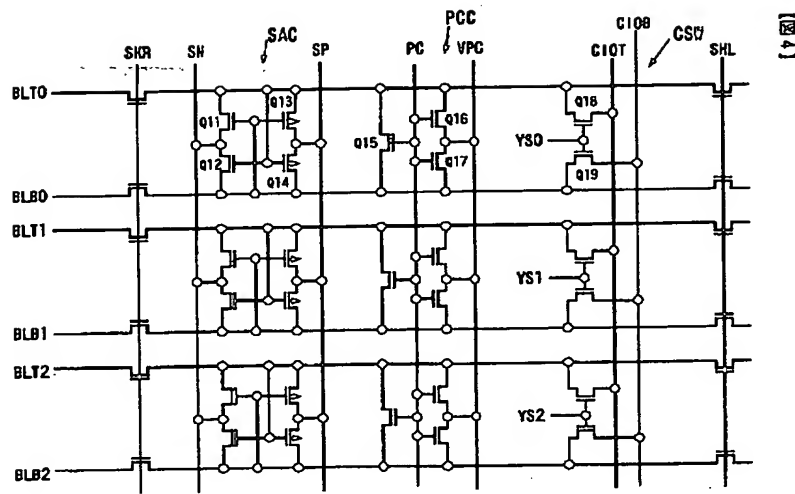 【図4】
SAC
PCC
CIOB
CSW
SHR
SN
SP
PC
VPC
CIOT
SHL
BLT0
Q11
Q13
Q16
Q18
Q15
YS0
Q12
Q14
Q17
Q19
BLB0
BLT1
YS1
BLB1
BLT2
YS2
BLB2